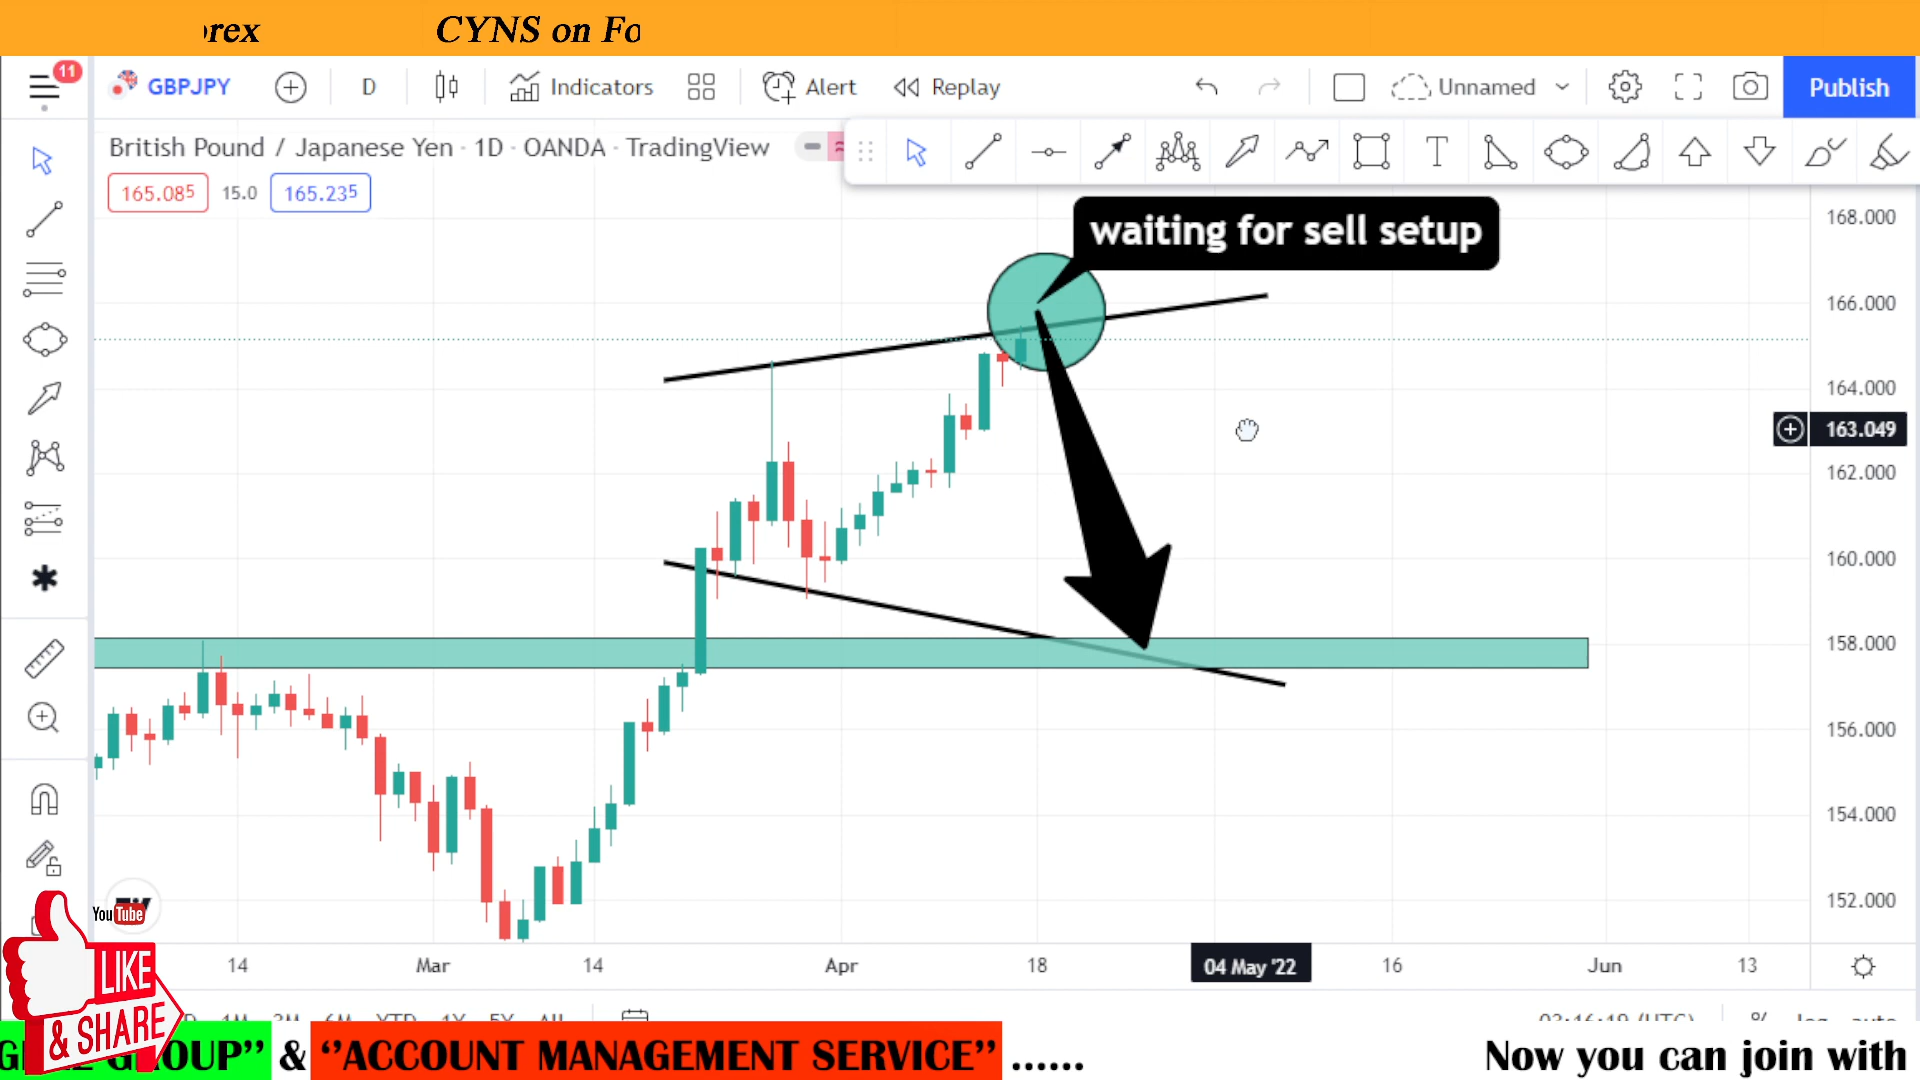 CYNS on Fo
11
GBPJPY D Indicators Alert Replay Unnamed Publish
British Pound / Japanese Yen · 1D · OANDA · TradingView
165.085 15.0 165.235
waiting for sell setup
168.000
166.000
164.000
163.049
162.000
160.000
158.000
156.000
154.000
152.000
14 Mar 14 Apr 18 04 May '22 16 Jun 13
YouTube
LIKE
& SHARE
OUP" & "ACCOUNT MANAGEMENT SERVICE" ...... Now you can join with